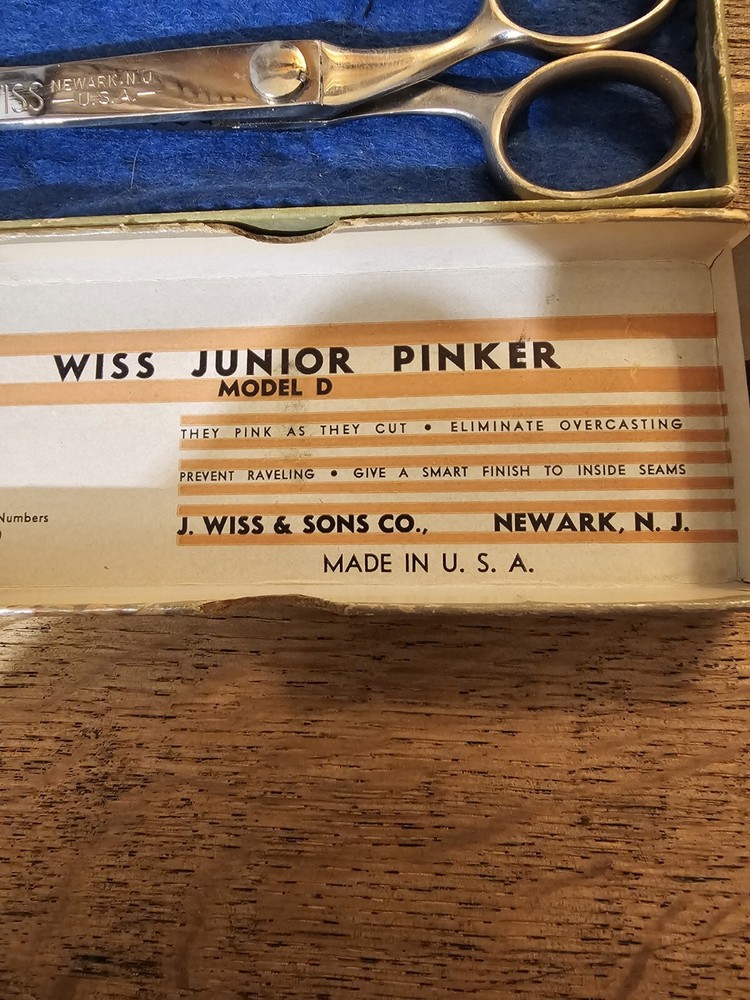 WISS NEWARK, N.J.
—U.S.A.—
WISS JUNIOR PINKER
MODEL D
THEY PINK AS THEY CUT • ELIMINATE OVERCASTING
PREVENT RAVELING • GIVE A SMART FINISH TO INSIDE SEAMS
Numbers
J. WISS & SONS CO., NEWARK, N. J.
MADE IN U. S. A.